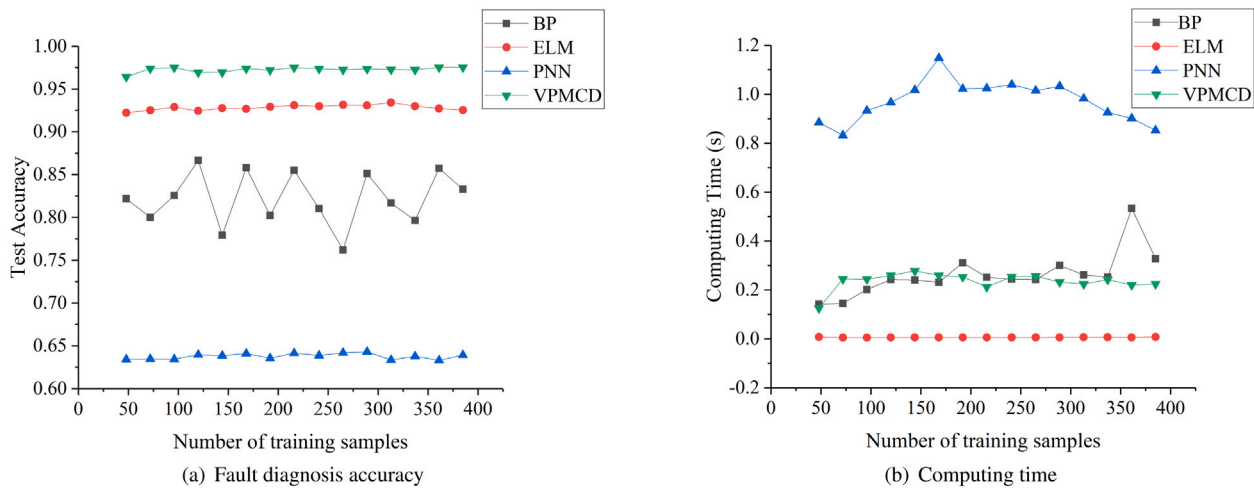 BP
ELM
PNN
VPMCD
1.00
0.95
0.90
0.85
0.80
0.75
0.70
0.65
0.60
Test Accuracy
0 50 100 150 200 250 300 350 400
Number of training samples
(a) Fault diagnosis accuracy
BP
ELM
PNN
VPMCD
1.2
1.0
0.8
0.6
0.4
0.2
0.0
-0.2
Computing Time (s)
0 50 100 150 200 250 300 350 400
Number of training samples
(b) Computing time